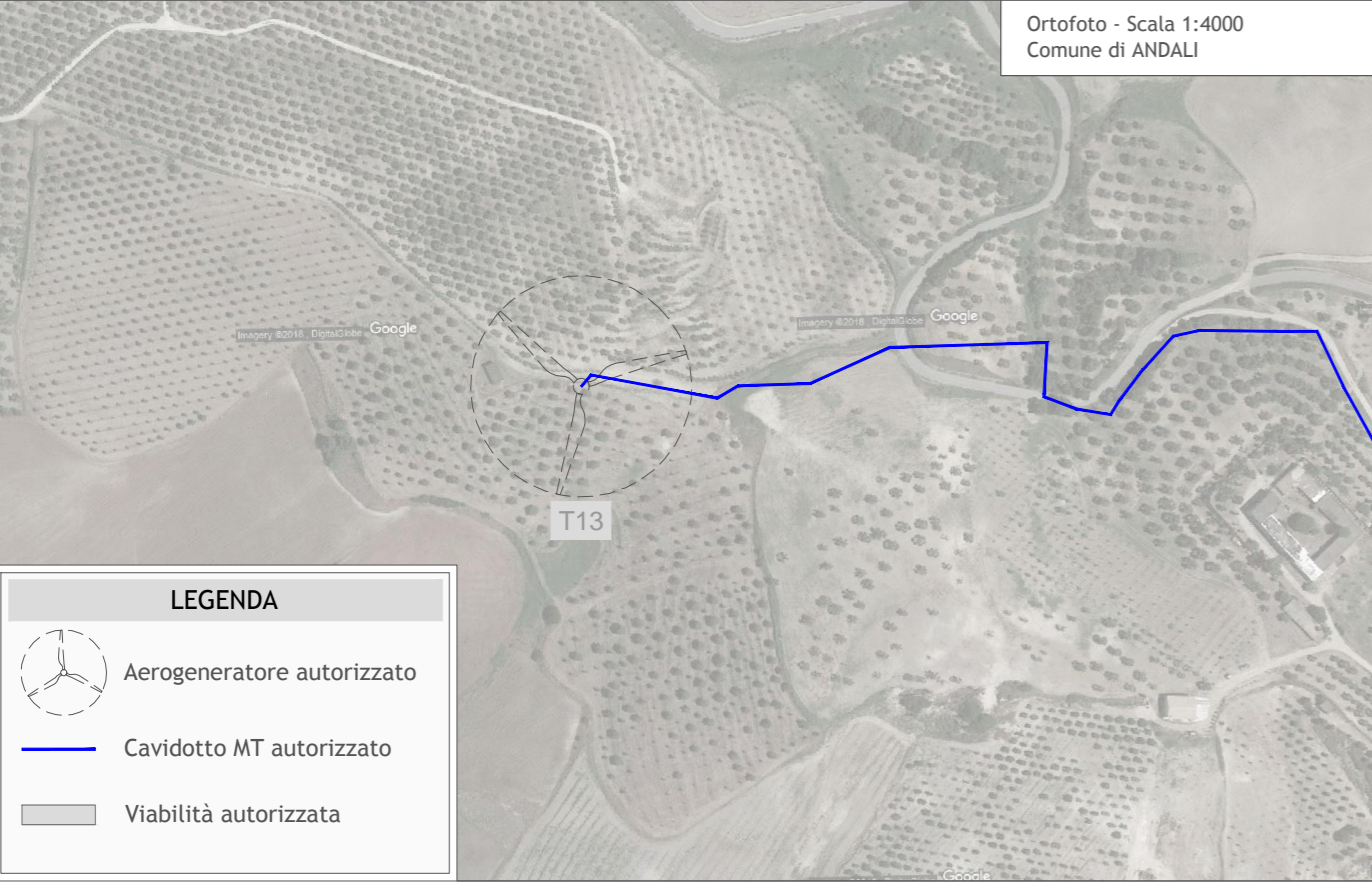 Ortofoto - Scala 1:4000
Comune di ANDALI
Imagery ©2018, DigitalGlobe Google
Imagery ©2018, DigitalGlobe Google
T13
LEGENDA
Aerogeneratore autorizzato
Cavidotto MT autorizzato
Viabilità autorizzata
Google